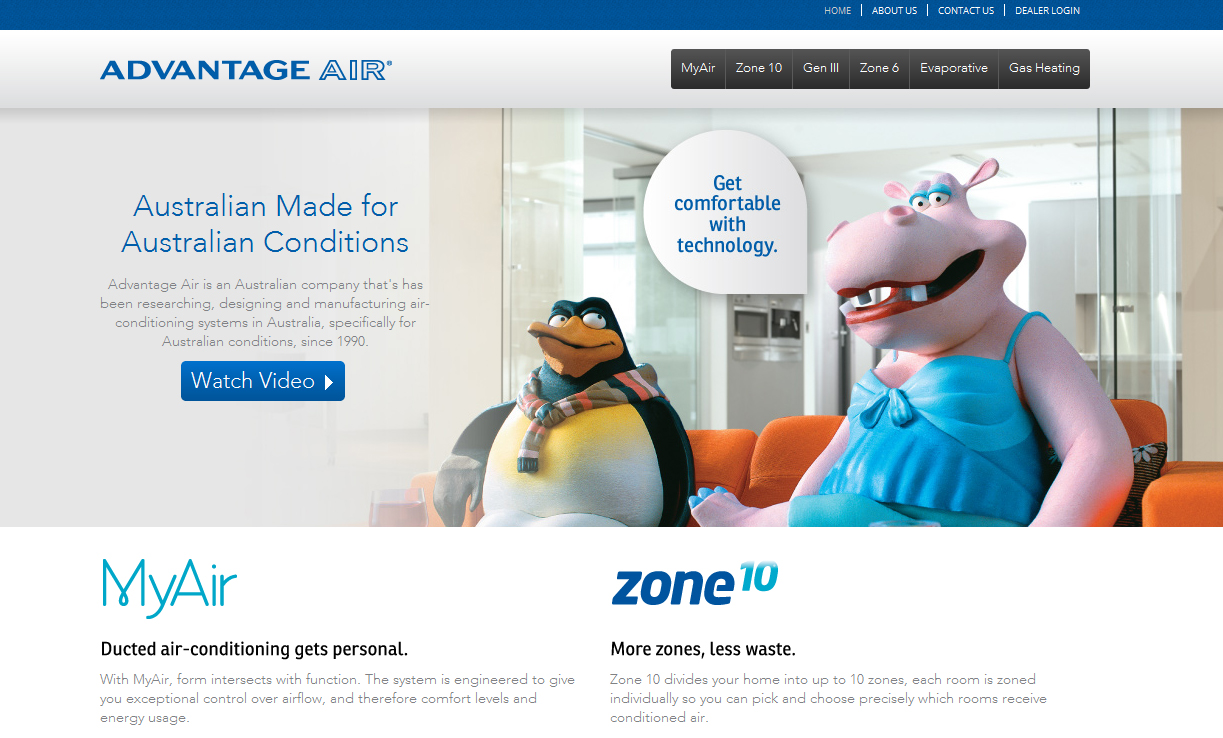 HOME
ABOUT US
CONTACT US
DEALER LOGIN
ADVANTAGE AIR®
MyAir
Zone 10
Gen III
Zone 6
Evaporative
Gas Heating
Australian Made for
Australian Conditions
Advantage Air is an Australian company that's has
been researching, designing and manufacturing air-
conditioning systems in Australia, specifically for
Australian conditions, since 1990.
Watch Video
Get
comfortable
with
technology.
MyAir
Ducted air-conditioning gets personal.
With MyAir, form intersects with function. The system is engineered to give
you exceptional control over airflow, and therefore comfort levels and
energy usage.
zone10
More zones, less waste.
Zone 10 divides your home into up to 10 zones, each room is zoned
individually so you can pick and choose precisely which rooms receive
conditioned air.